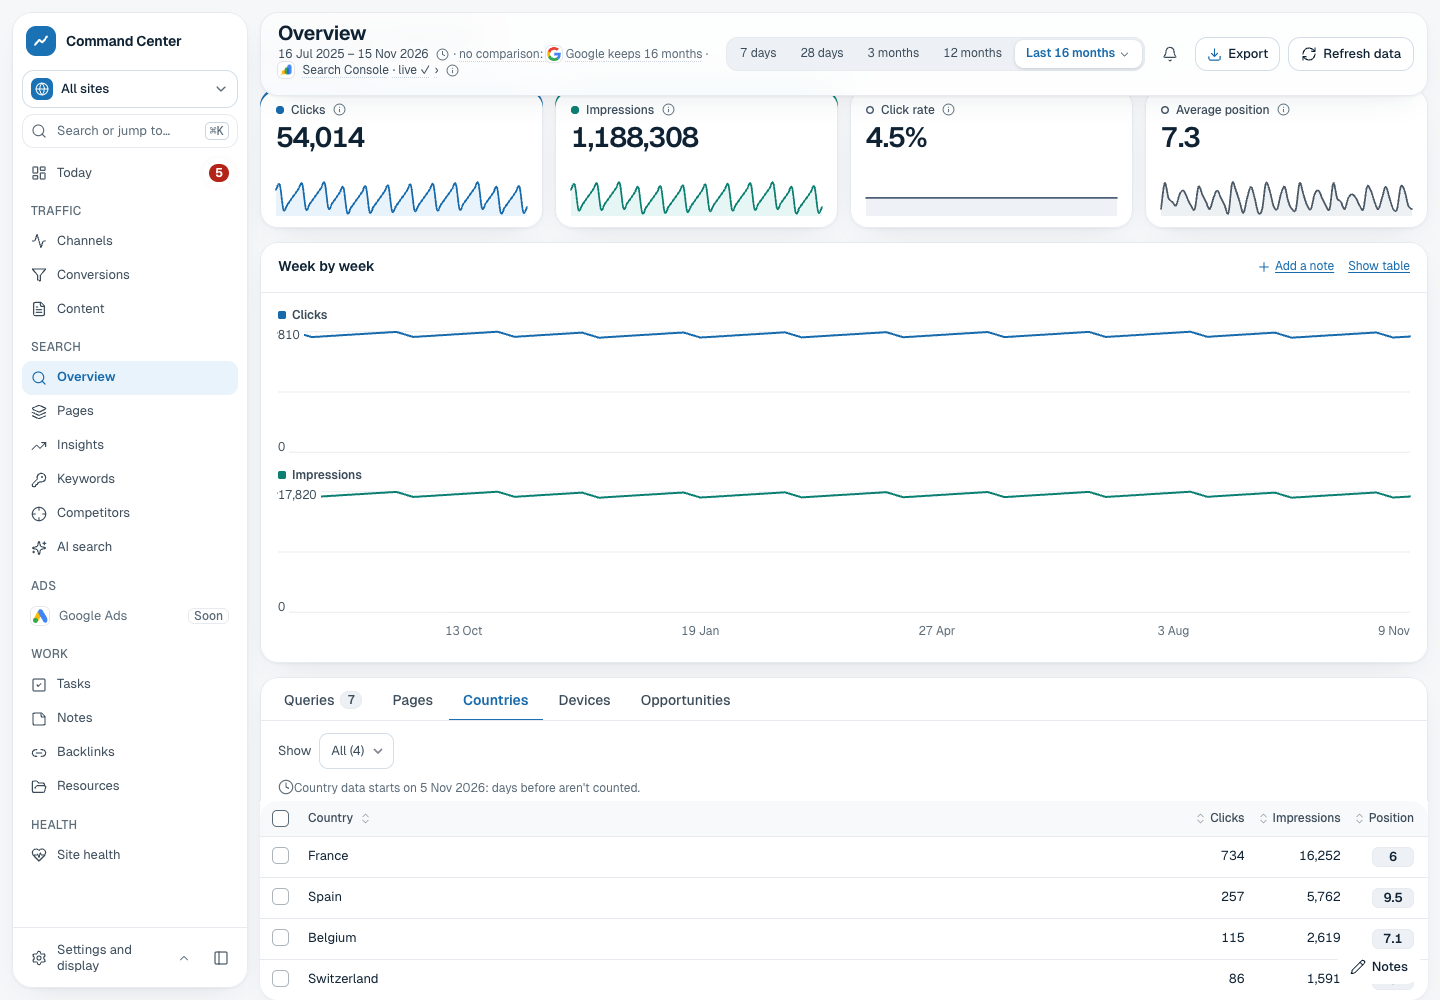 Command Center
All sites
Search or jump to...
⌘K
Today
5
TRAFFIC
Channels
Conversions
Content
SEARCH
Overview
Pages
Insights
Keywords
Competitors
AI search
ADS
Google Ads
Soon
WORK
Tasks
Notes
Backlinks
Resources
HEALTH
Site health
Settings and
display
Overview
16 Jul 2025 – 15 Nov 2026 · no comparison: Google keeps 16 months ·
Search Console · live ✓ ›
7 days
28 days
3 months
12 months
Last 16 months
Export
Refresh data
Clicks
54,014
Impressions
1,188,308
Click rate
4.5%
Average position
7.3
Week by week
Add a note
Show table
Clicks
810
0
Impressions
17,820
0
13 Oct
19 Jan
27 Apr
3 Aug
9 Nov
Queries 7
Pages
Countries
Devices
Opportunities
Show
All (4)
Country data starts on 5 Nov 2026: days before aren't counted.
Country Clicks Impressions Position
France 734 16,252 6
Spain 257 5,762 9.5
Belgium 115 2,619 7.1
Switzerland 86 1,591
Notes